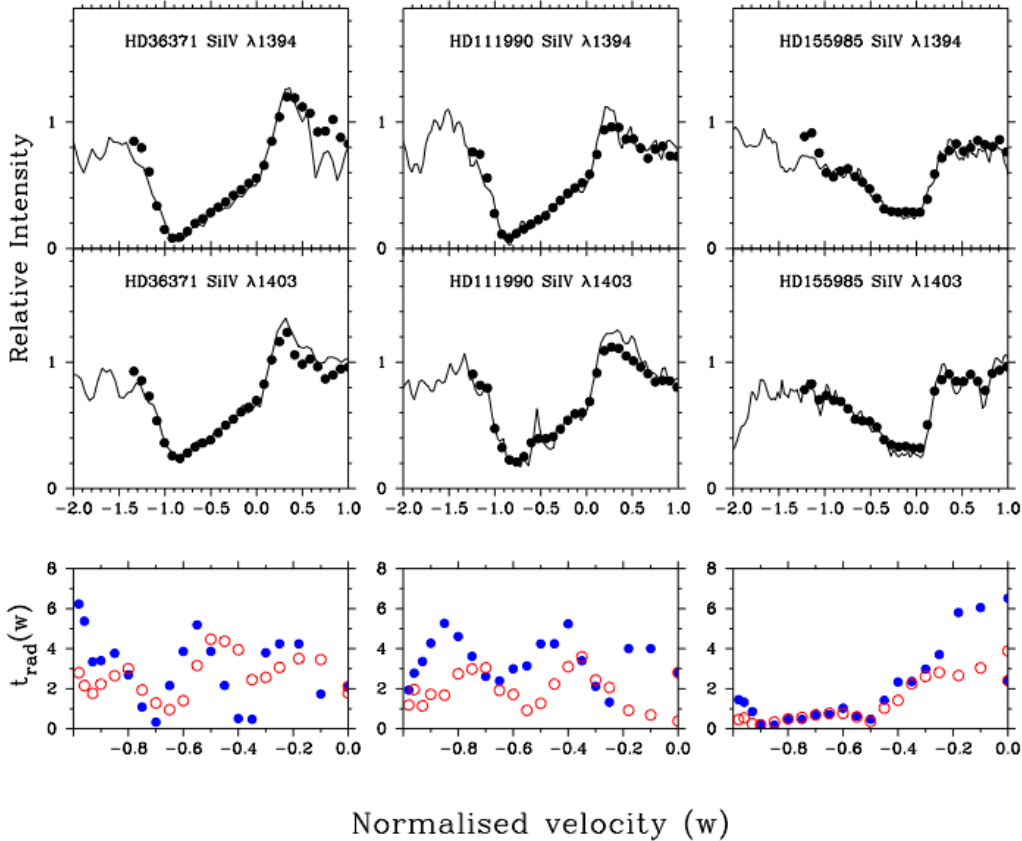 HD36371 SiIV λ1394
HD111990 SiIV λ1394
HD155985 SiIV λ1394
1
0
1
0
1
0
Relative Intensity
HD36371 SiIV λ1403
HD111990 SiIV λ1403
HD155985 SiIV λ1403
1
0
1
0
1
0
-2.0 -1.5 -1.0 -0.5 0.0 0.5 1.0
-2.0 -1.5 -1.0 -0.5 0.0 0.5 1.0
-2.0 -1.5 -1.0 -0.5 0.0 0.5 1.0
t_rad(w)
8
6
4
2
0
8
6
4
2
0
8
6
4
2
0
-0.8 -0.6 -0.4 -0.2 0.0
-0.8 -0.6 -0.4 -0.2 0.0
-0.8 -0.6 -0.4 -0.2 0.0
Normalised velocity (w)